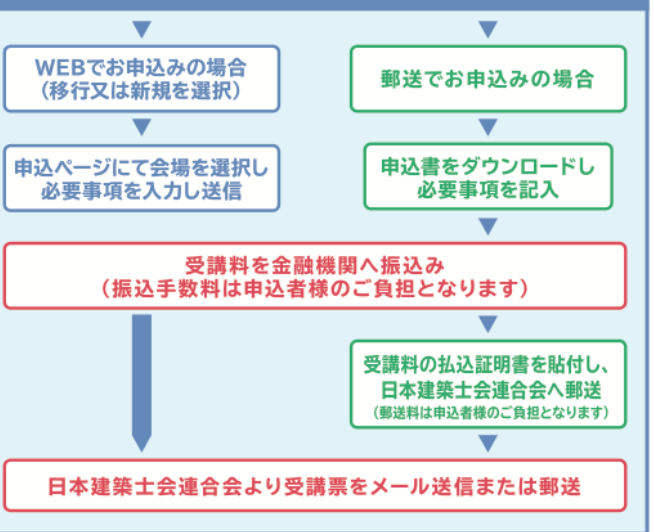 WEBでお申込みの場合
（移行又は新規を選択）
郵送でお申込みの場合
申込ページにて会場を選択し
必要事項を入力し送信
申込書をダウンロードし
必要事項を記入
受講料を金融機関へ振込み
（振込手数料は申込者様のご負担となります）
受講料の払込証明書を貼付し、
日本建築士会連合会へ郵送
（郵送料は申込者様のご負担となります）
日本建築士会連合会より受講票をメール送信または郵送